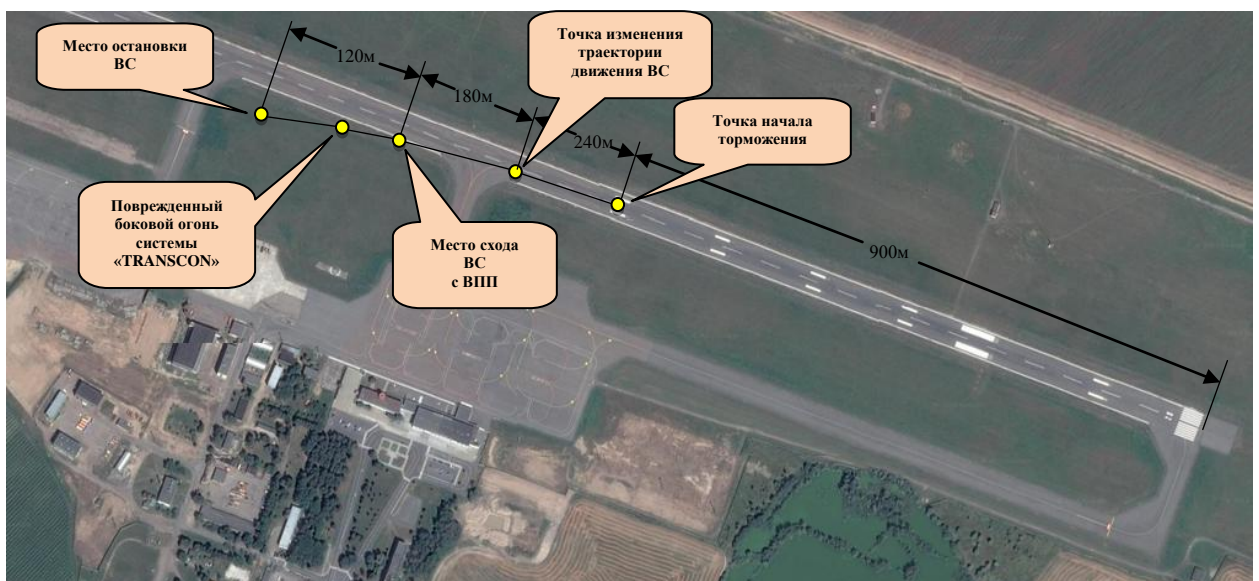 Место остановки
ВС
120м
180м
240м
900м
Точка изменения
траектории
движения ВС
Точка начала
торможения
Поврежденный
боковой огонь
системы
«TRANSCON»
Место схода
ВС
с ВПП